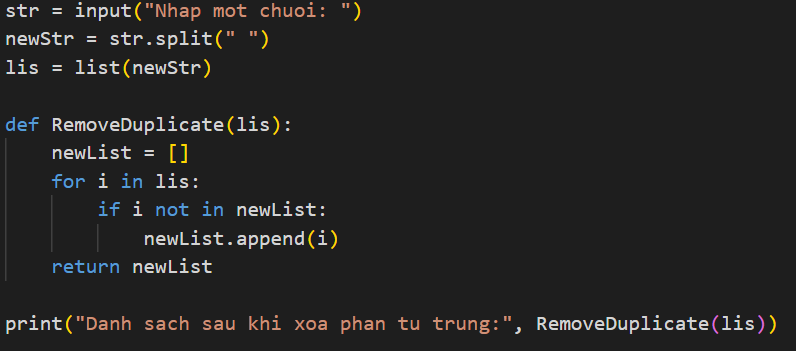 str = input("Nhap mot chuoi: ")
newStr = str.split(" ")
lis = list(newStr)

def RemoveDuplicate(lis):
    newList = []
    for i in lis:
        if i not in newList:
            newList.append(i)
    return newList

print("Danh sach sau khi xoa phan tu trung:", RemoveDuplicate(lis))